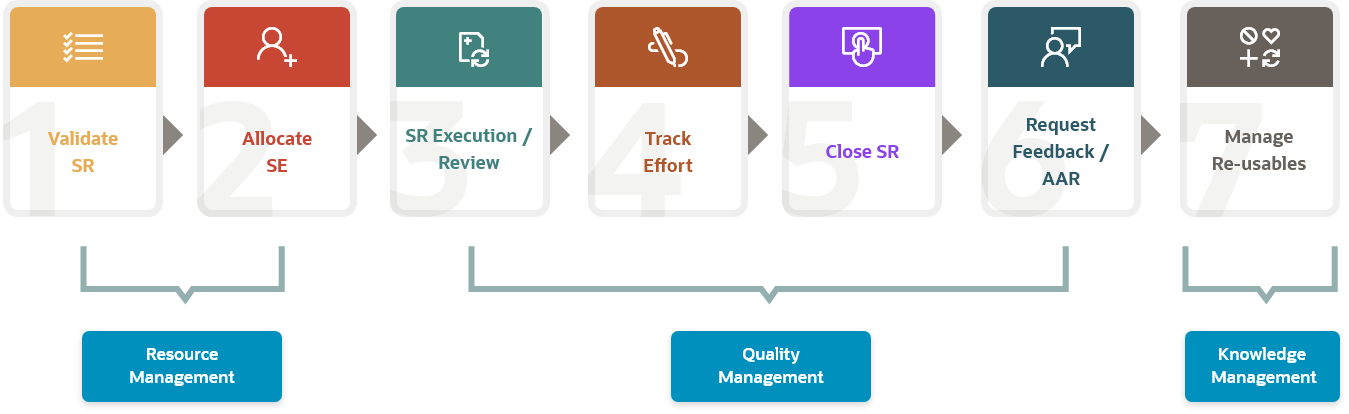 1
Validate
SR
2
Allocate
SE
3
SR Execution /
Review
4
Track
Effort
5
Close SR
6
Request
Feedback /
AAR
7
Manage
Re-usables
Resource
Management
Quality
Management
Knowledge
Management